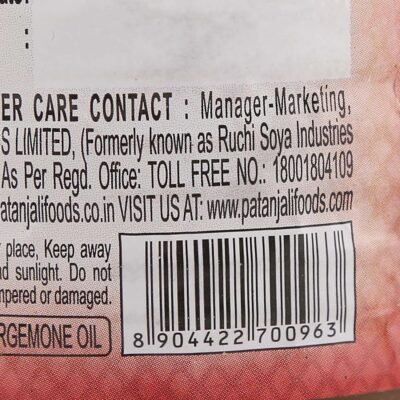 :
ER CARE CONTACT : Manager-Marketing,
S LIMITED, (Formerly known as Ruchi Soya Industries
As Per Regd. Office: TOLL FREE NO.: 18001804109
atanjalifoods.co.in VISIT US AT: www.patanjalifoods.com
place, Keep away
d sunlight. Do not
mpered or damaged.
RGEMONE OIL
8 904422 700963